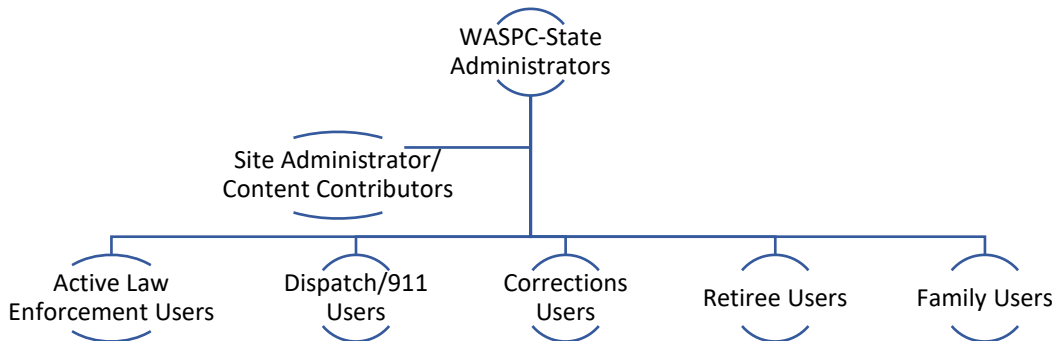 WASPC-State
Administrators
Site Administrator/
Content Contributors
Active Law
Enforcement Users
Dispatch/911
Users
Corrections
Users
Retiree Users
Family Users